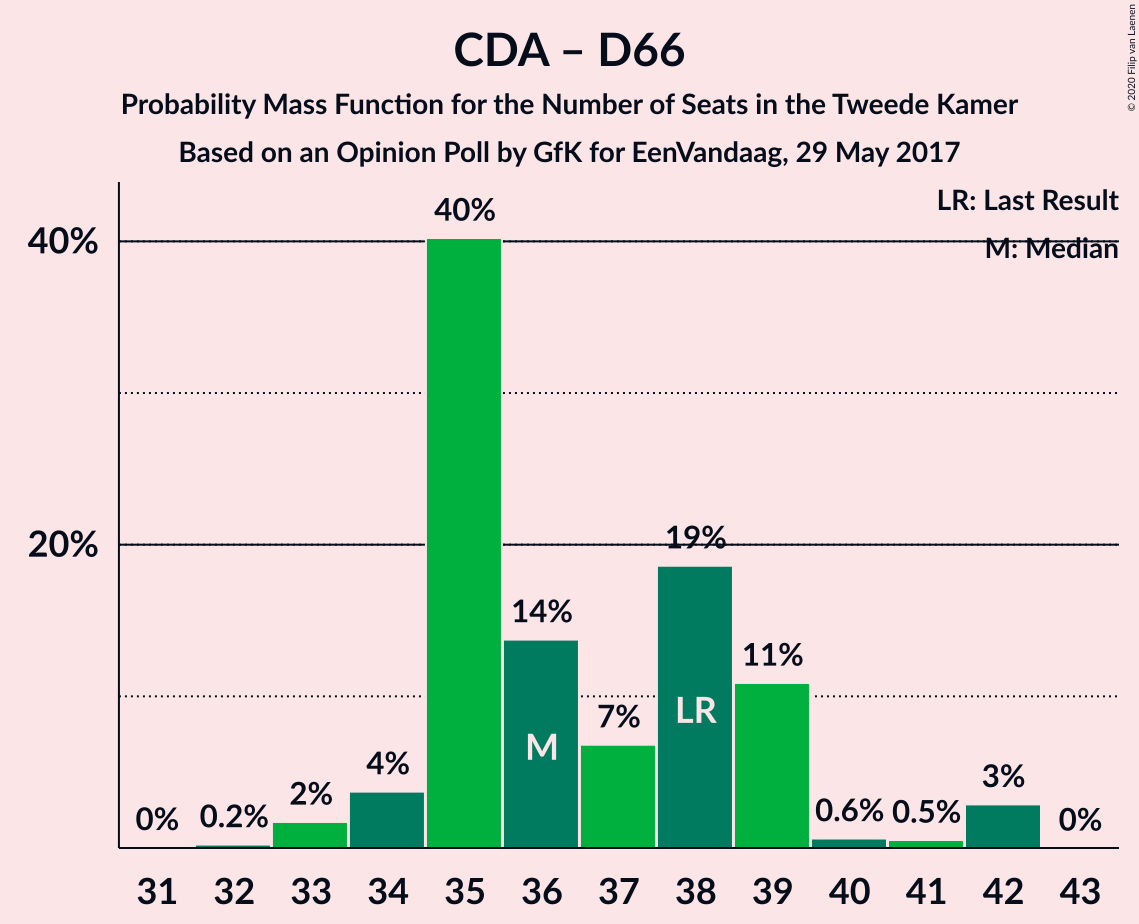 CDA – D66
Probability Mass Function for the Number of Seats in the Tweede Kamer
Based on an Opinion Poll by GfK for EenVandaag, 29 May 2017
© 2020 Filip van Laenen
LR: Last Result
M: Median
40%
20%
0%
0.2%
2%
4%
40%
14%
7%
19%
11%
0.6%
0.5%
3%
0%
M
LR
31 32 33 34 35 36 37 38 39 40 41 42 43